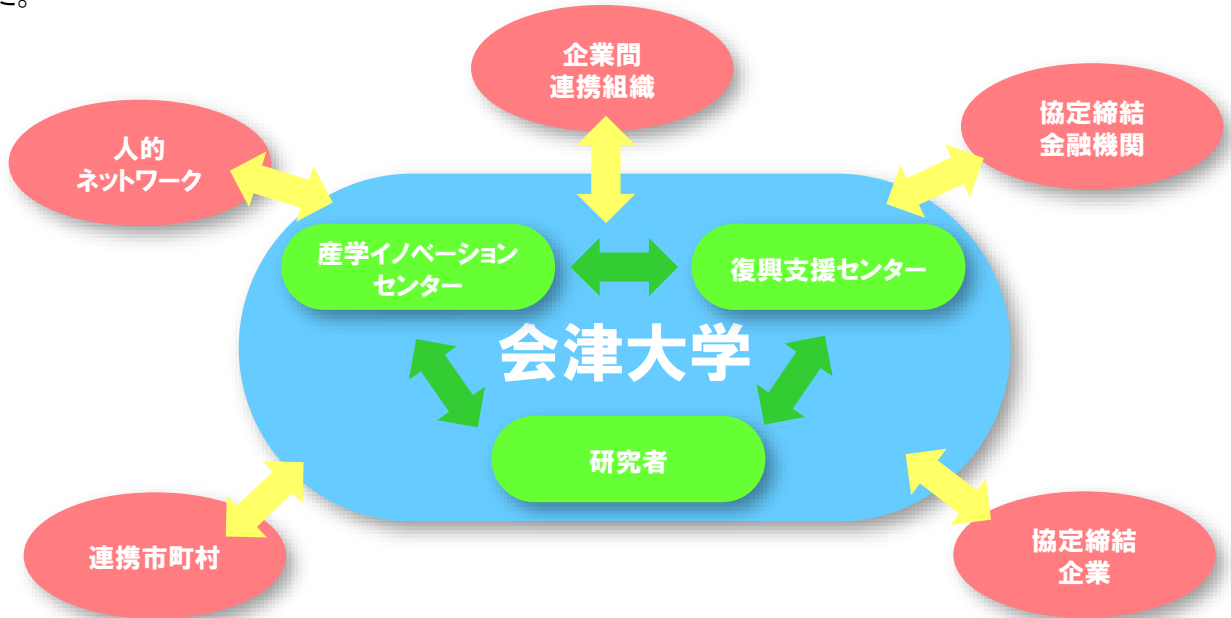 た。
企業間
連携組織
協定締結
金融機関
人的
ネットワーク
産学イノベーション
センター
復興支援センター
会津大学
研究者
連携市町村
協定締結
企業